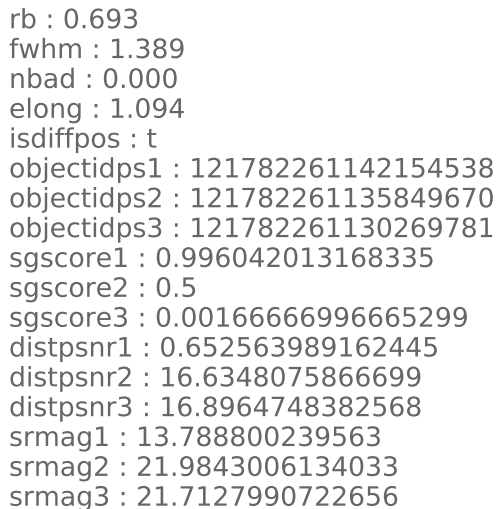 rb : 0.693
fwhm : 1.389
nbad : 0.000
elong : 1.094
isdiffpos : t
objectidps1 : 121782261142154538
objectidps2 : 121782261135849670
objectidps3 : 121782261130269781
sgscore1 : 0.996042013168335
sgscore2 : 0.5
sgscore3 : 0.00166666996665299
distpsnr1 : 0.652563989162445
distpsnr2 : 16.6348075866699
distpsnr3 : 16.8964748382568
srmag1 : 13.788800239563
srmag2 : 21.9843006134033
srmag3 : 21.7127990722656